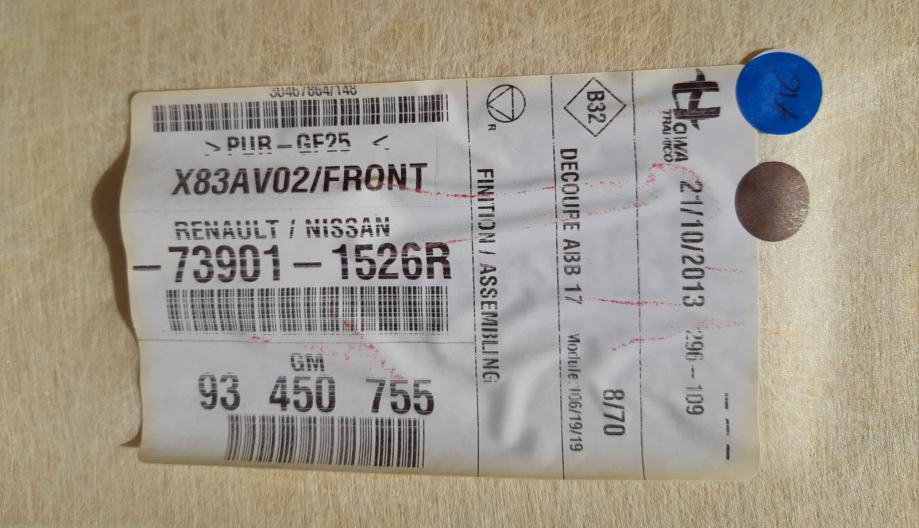 30467864/148
>PUR-GF25 <
X83AV02/FRONT
RENAULT / NISSAN
-73901-1526R
GM
93 450 755
R
FINITION / ASSEMBLING
B32
DECOUPE ABB 17
Module:106/19/19
8/70
21/10/2013
296-109